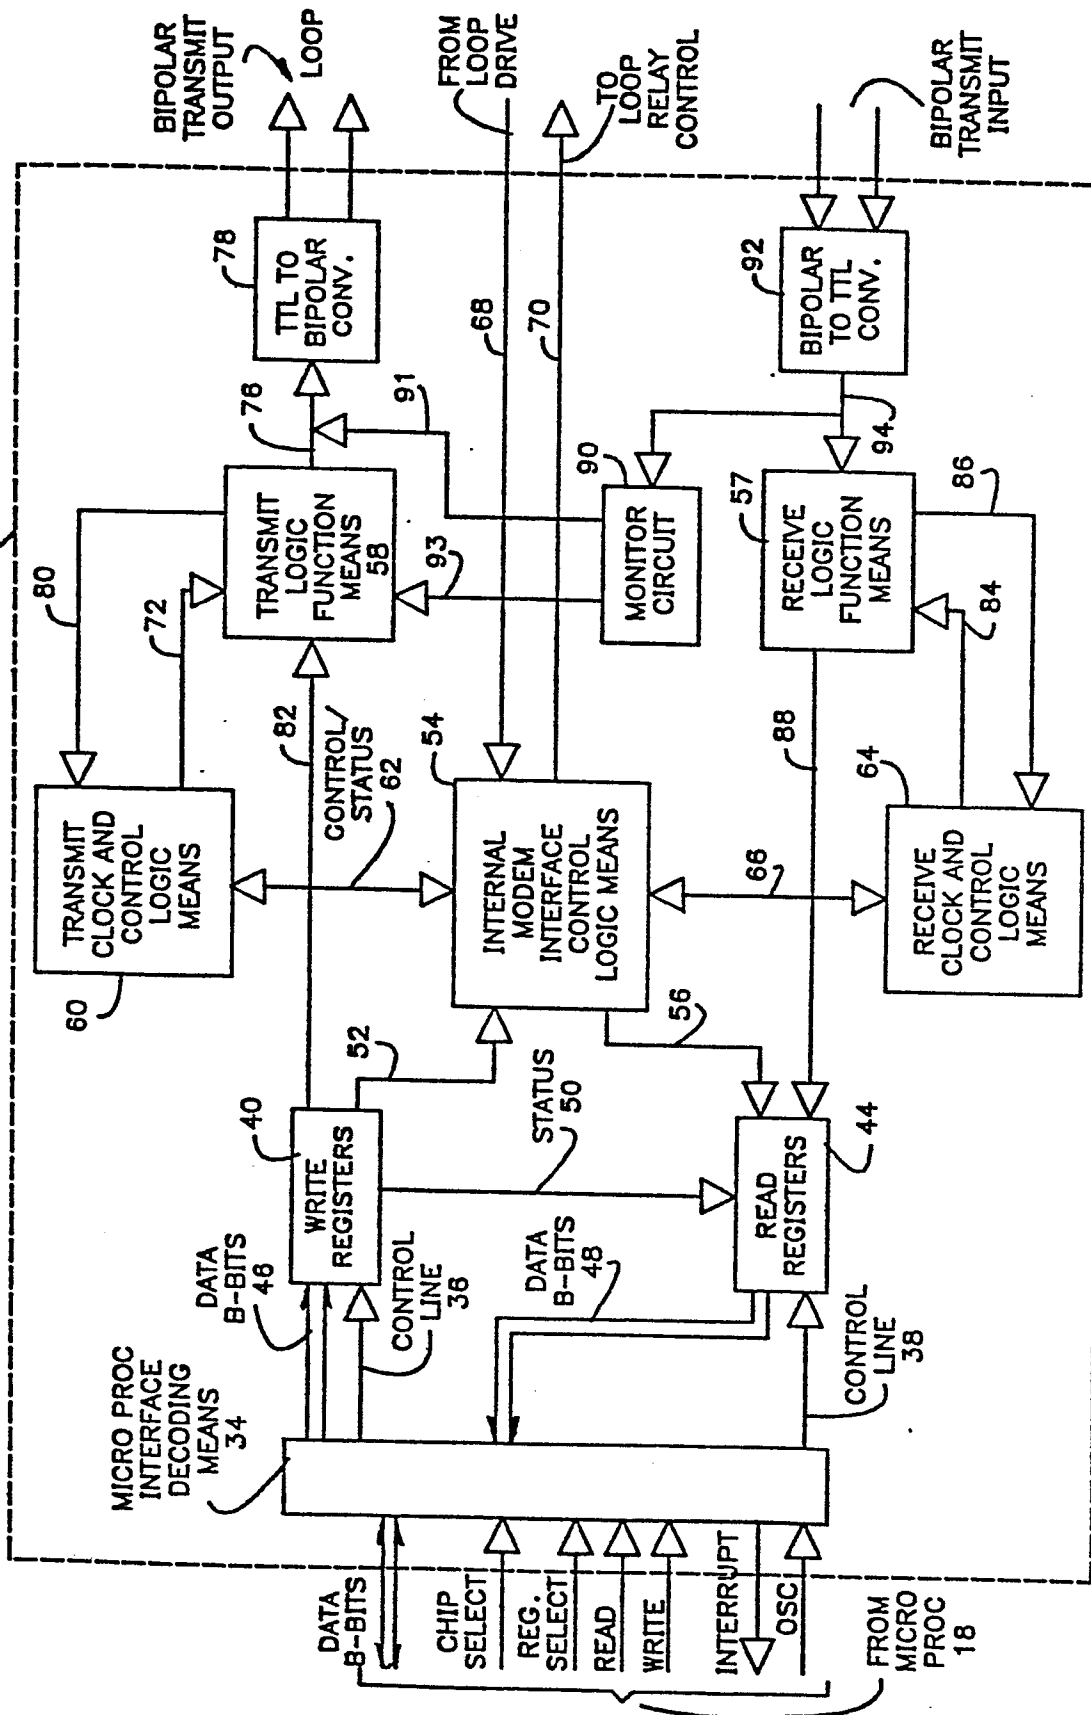 MICRO PROC
INTERFACE
DECODING
MEANS
34
DATA
B-BITS
46
CONTROL
LINE
36
WRITE
REGISTERS
40
52
STATUS
50
DATA
B-BITS
48
READ
REGISTERS
44
CONTROL
LINE
38
DATA
B-BITS
CHIP
SELECT
REG.
SELECT
READ
WRITE
INTERRUPT
OSC
FROM
MICRO
PROC
18
TRANSMIT
CLOCK AND
CONTROL
LOGIC
MEANS
60
80
72
82
CONTROL/
STATUS
62
54
INTERNAL
MODEM
INTERFACE
CONTROL
LOGIC MEANS
56
66
88
64
RECEIVE
CLOCK AND
CONTROL
LOGIC
MEANS
84
86
TRANSMIT
LOGIC
FUNCTION
MEANS
58
76
91
93
90
MONITOR
CIRCUIT
57
RECEIVE
LOGIC
FUNCTION
MEANS
94
78
TTL TO
BIPOLAR
CONV.
68
70
92
BIPOLAR
TO TTL
CONV.
BIPOLAR
TRANSMIT
OUTPUT
LOOP
FROM
LOOP
DRIVE
TO
LOOP
RELAY
CONTROL
BIPOLAR
TRANSMIT
INPUT